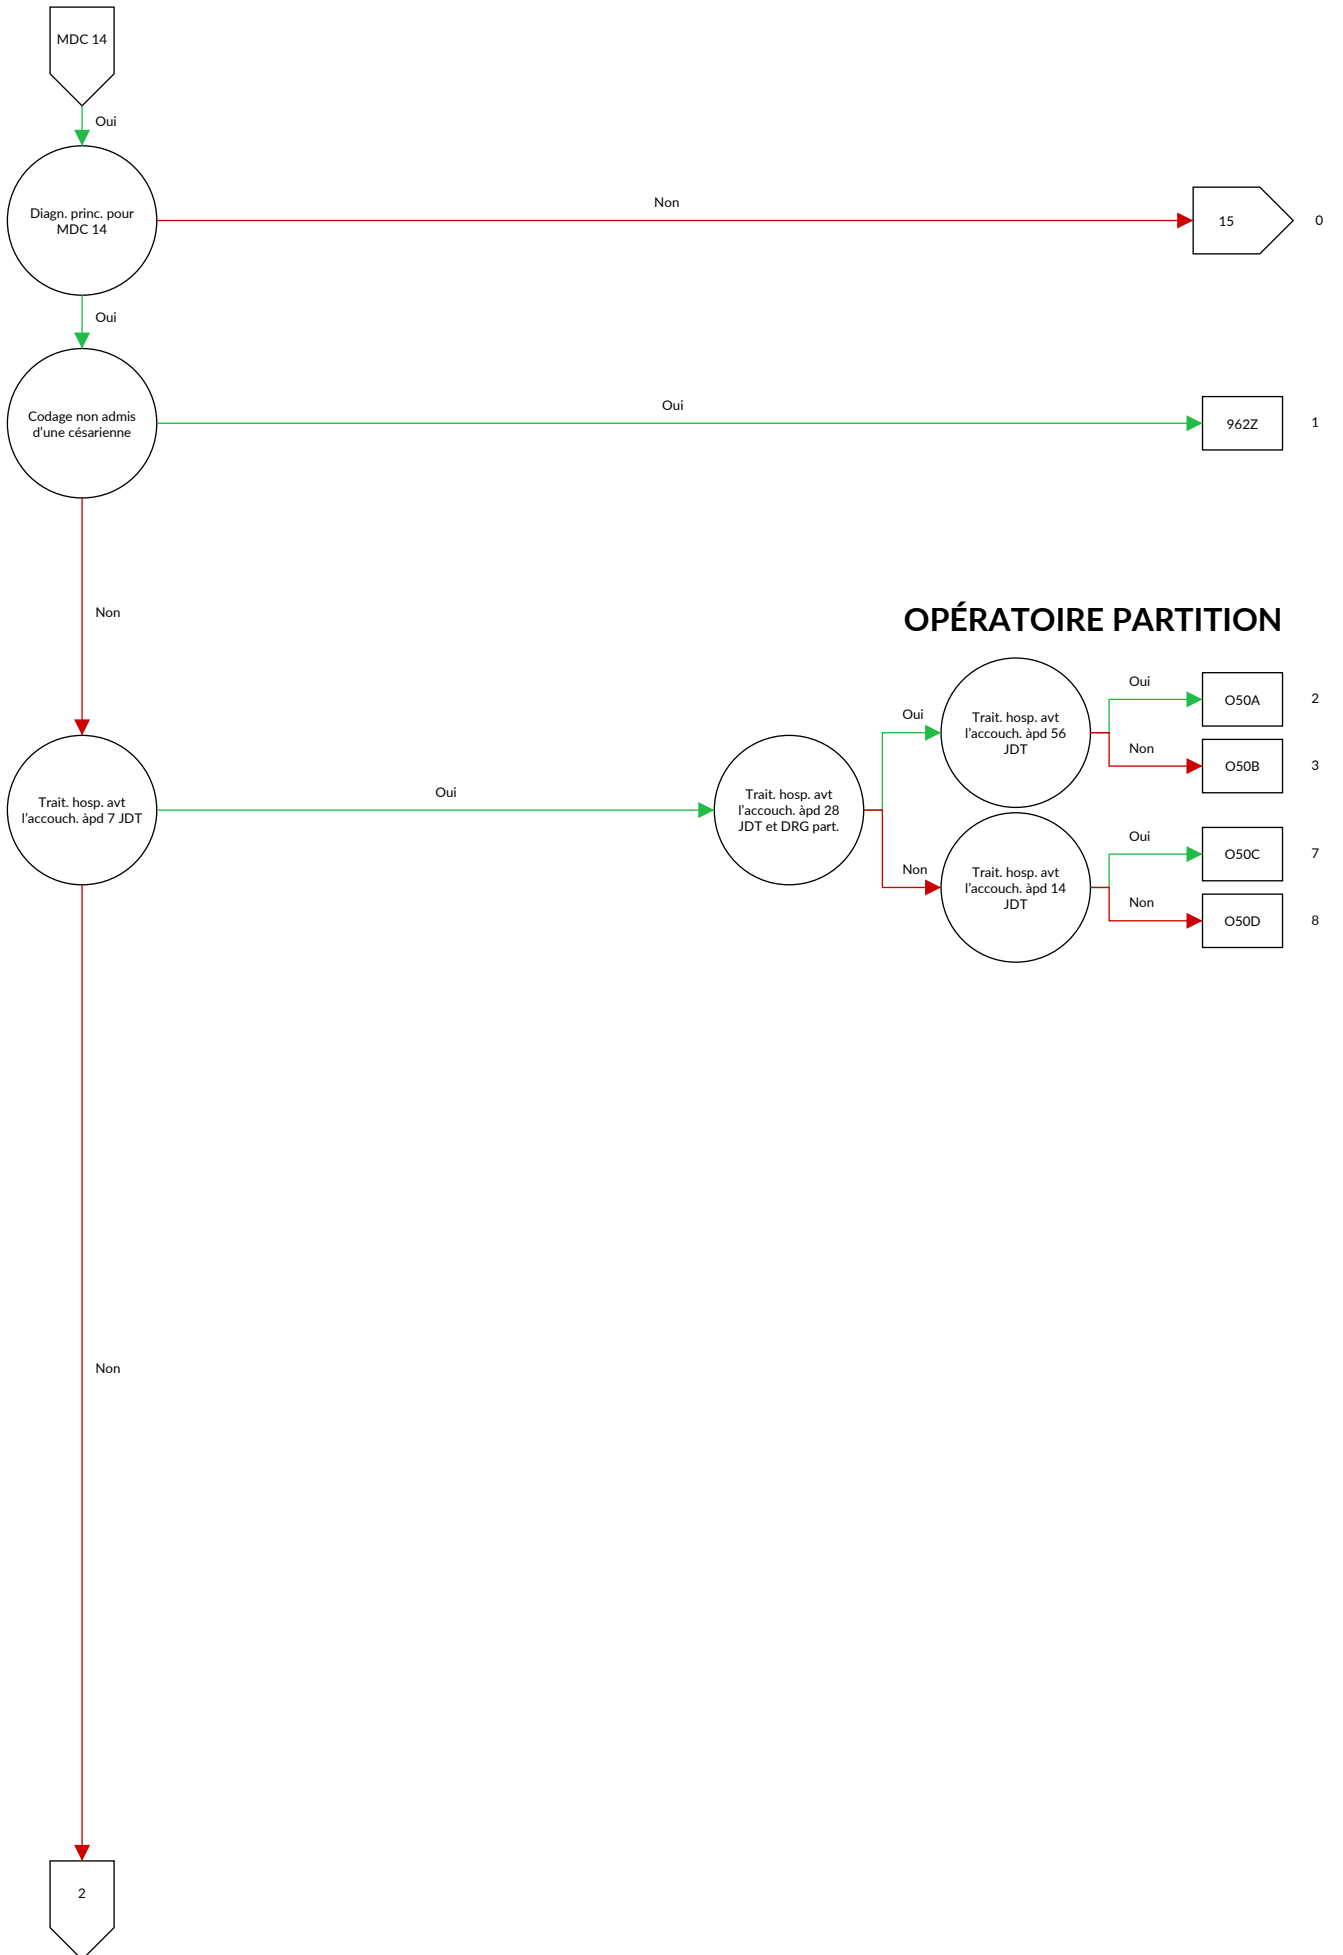 MDC 14
Oui
Diagn. princ. pour
MDC 14
Non
15
0
Oui
Codage non admis
d'une césarienne
Oui
962Z
1
Non
OPÉRATOIRE PARTITION
Trait. hosp. avt
l'accouch. àpd 7 JDT
Oui
Trait. hosp. avt
l'accouch. àpd 28
JDT et DRG part.
Oui
Trait. hosp. avt
l'accouch. àpd 56
JDT
Oui
O50A
2
Non
O50B
3
Non
Trait. hosp. avt
l'accouch. àpd 14
JDT
Oui
O50C
7
Non
O50D
8
Non
2